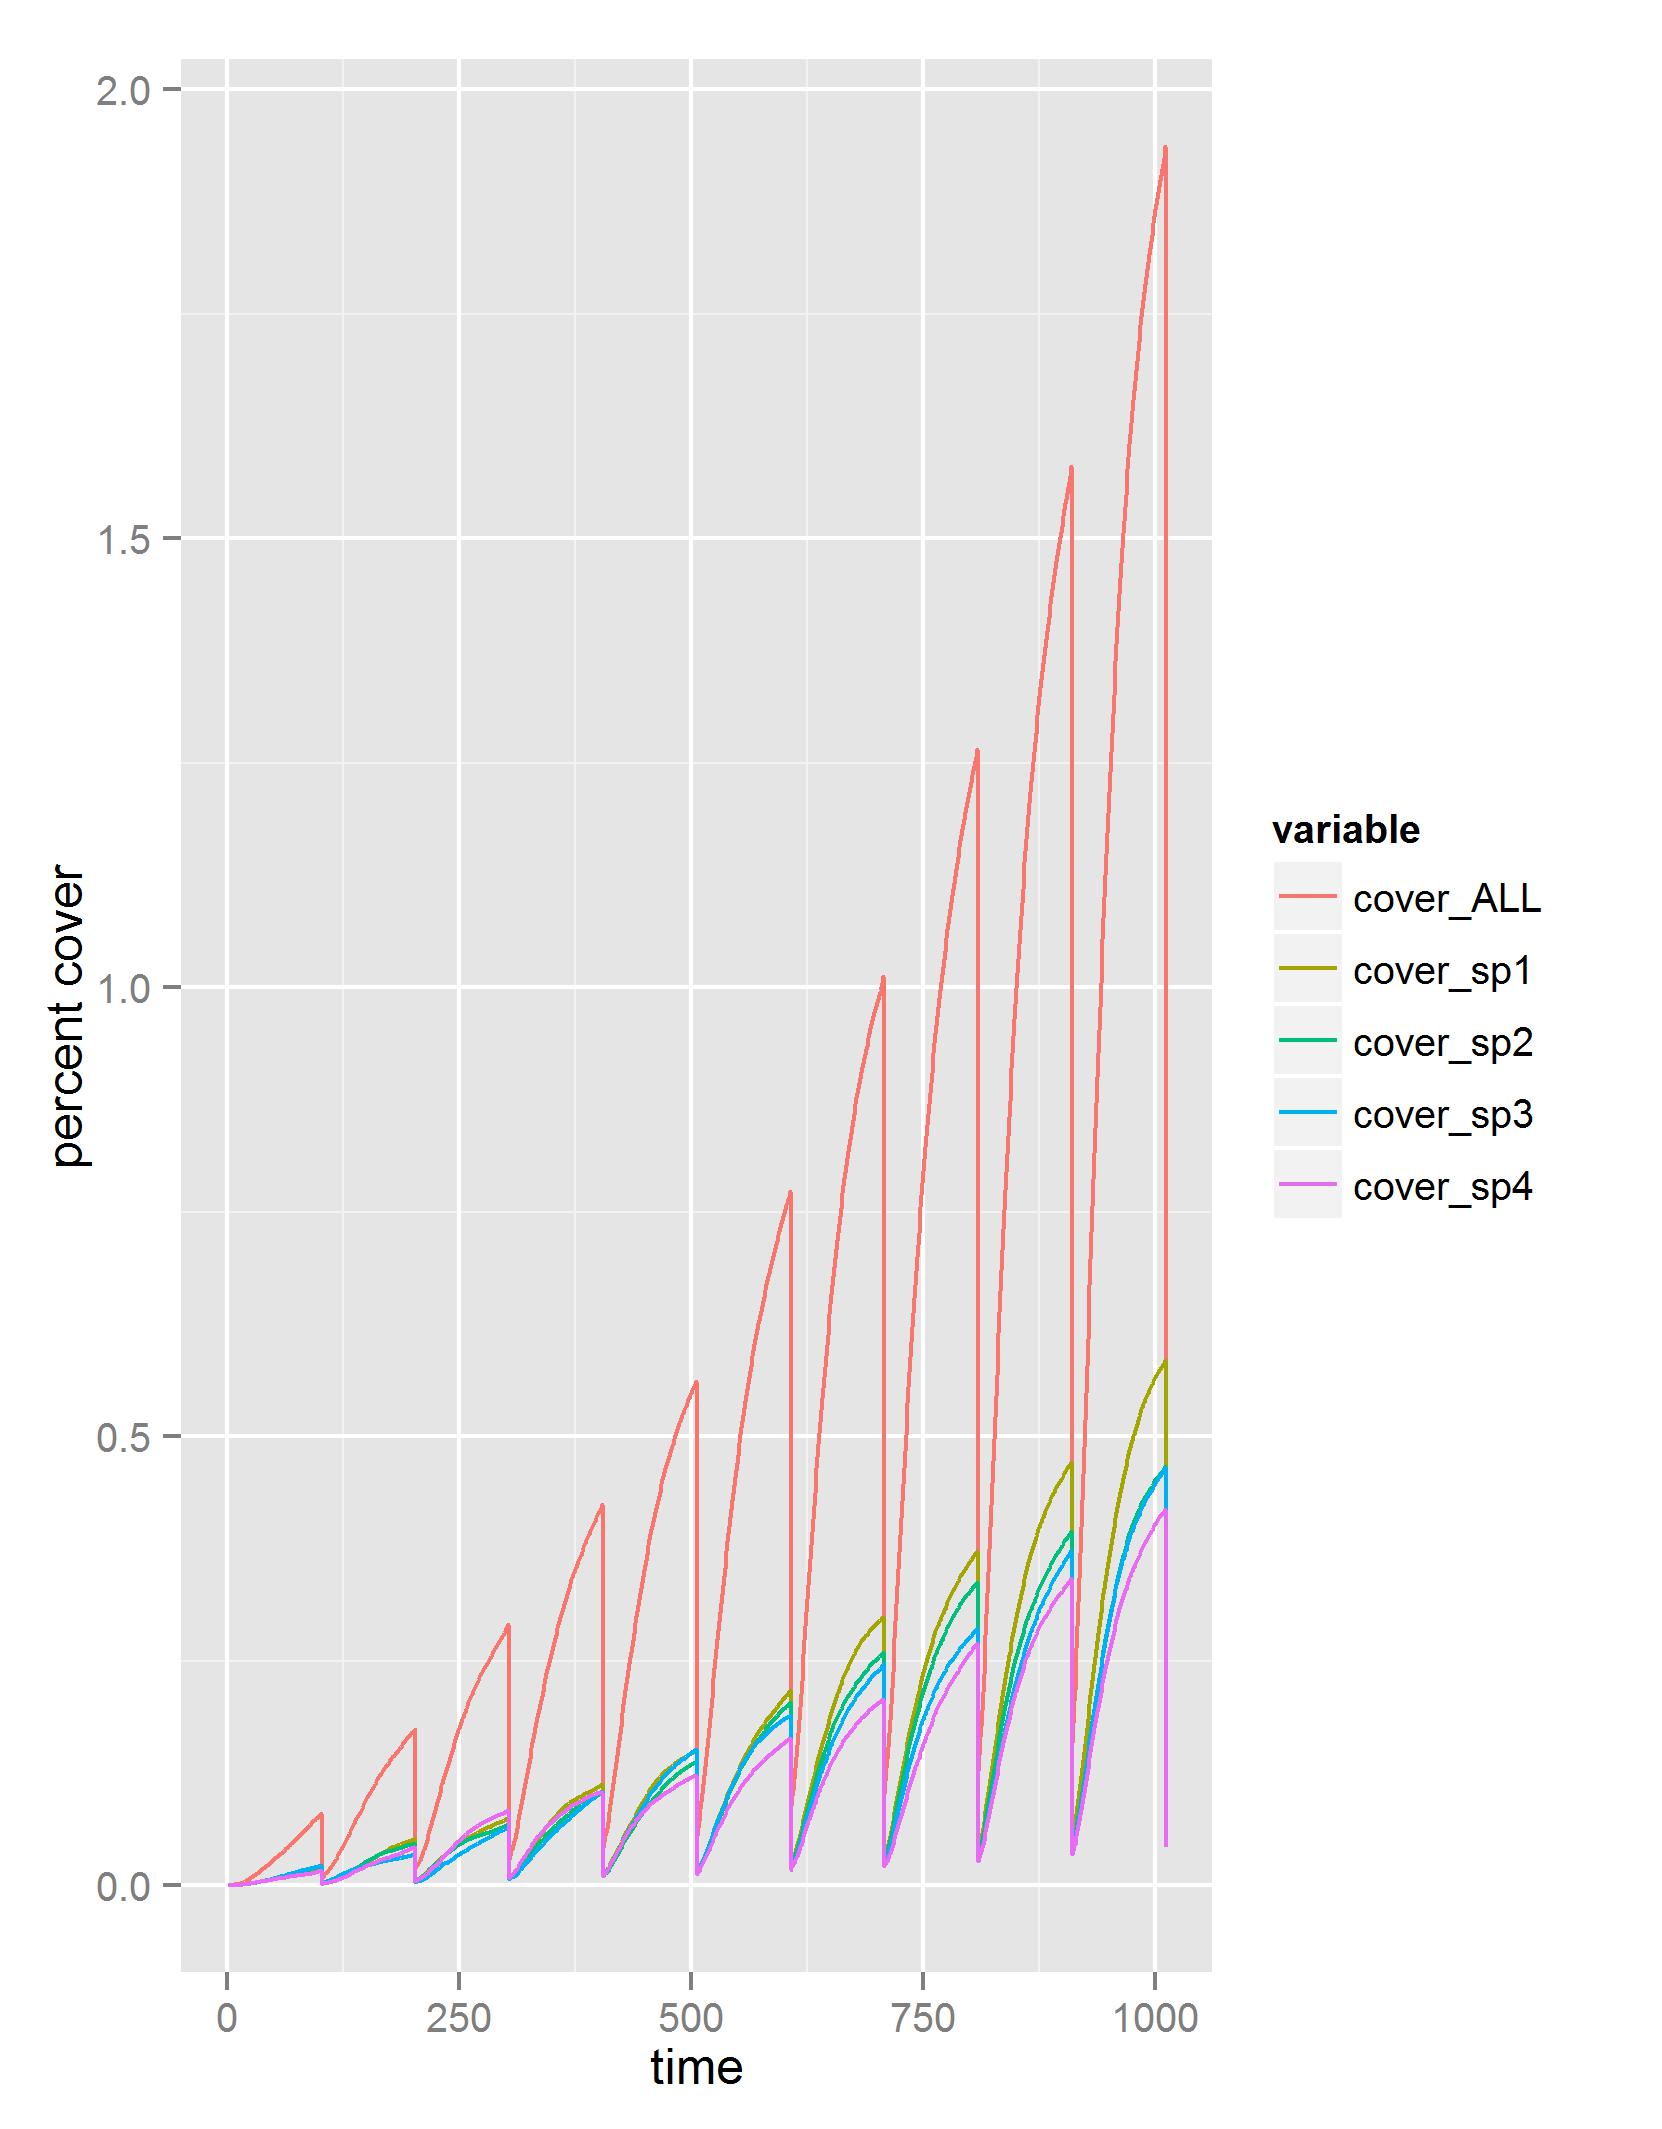 2.0
1.5
1.0
0.5
0.0
percent cover
0 250 500 750 1000
time
variable
cover_ALL
cover_sp1
cover_sp2
cover_sp3
cover_sp4